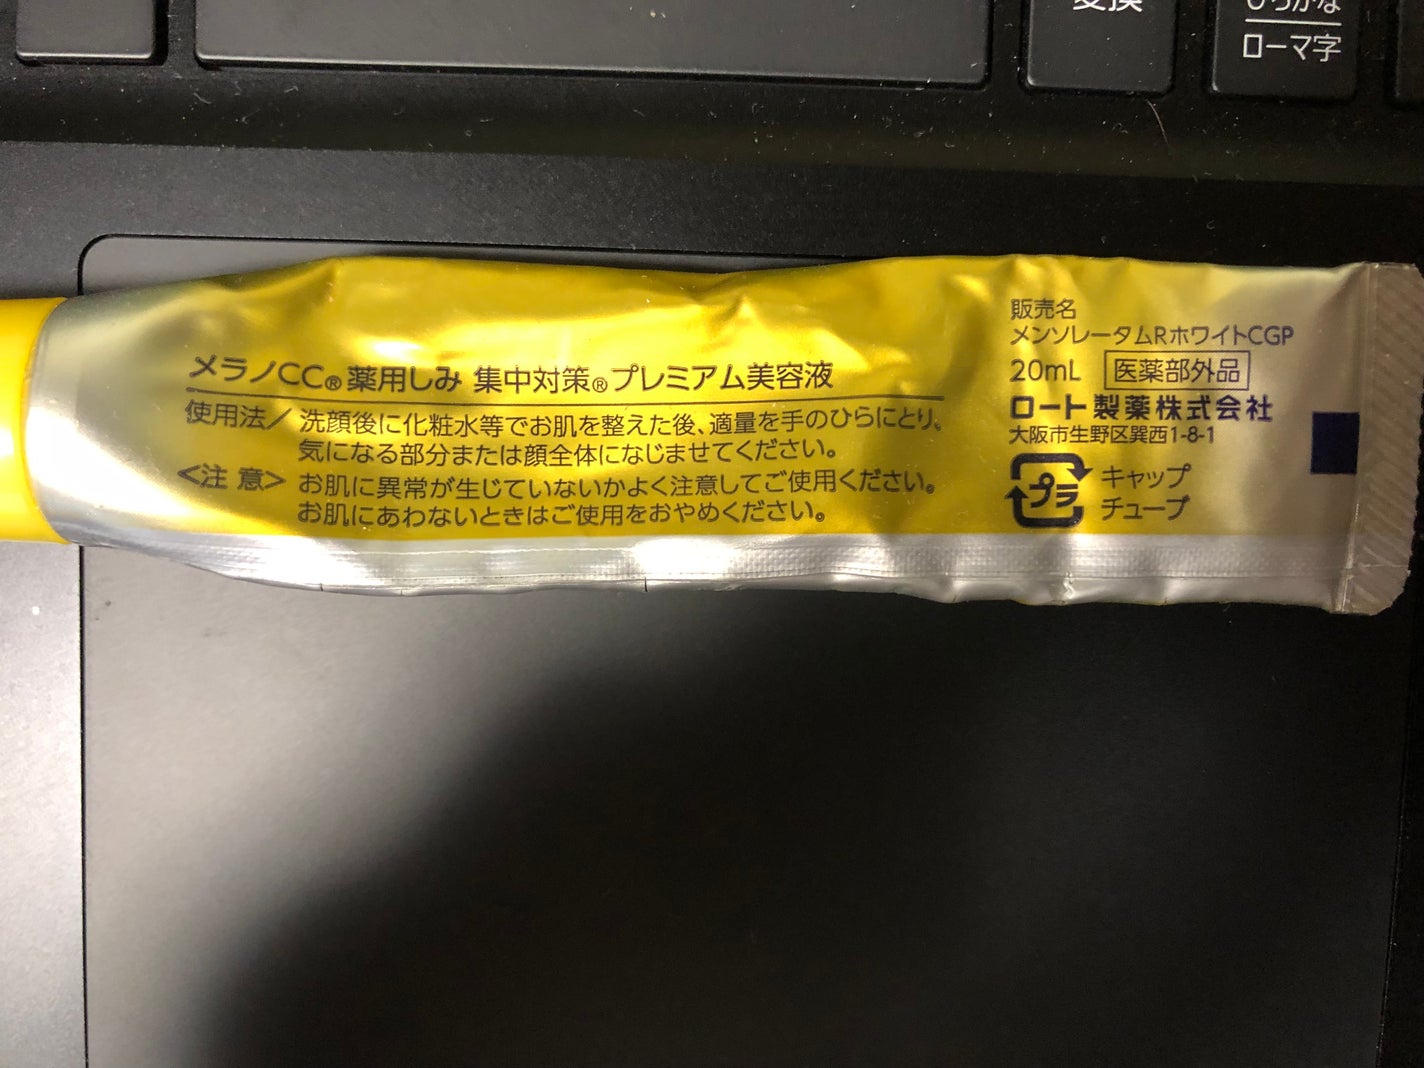 変換
ひらがな
ローマ字
メラノCC® 薬用しみ 集中対策® プレミアム美容液
使用法／ 洗顔後に化粧水等でお肌を整えた後、適量を手のひらにとり、
気になる部分または顔全体になじませてください。
<注 意> お肌に異常が生じていないかよく注意してご使用ください。
お肌にあわないときはご使用をおやめください。
販売名
メンソレータムRホワイトCGP
20mL 医薬部外品
ロート製薬株式会社
大阪市生野区巽西1-8-1
プラ
キャップ
チューブ